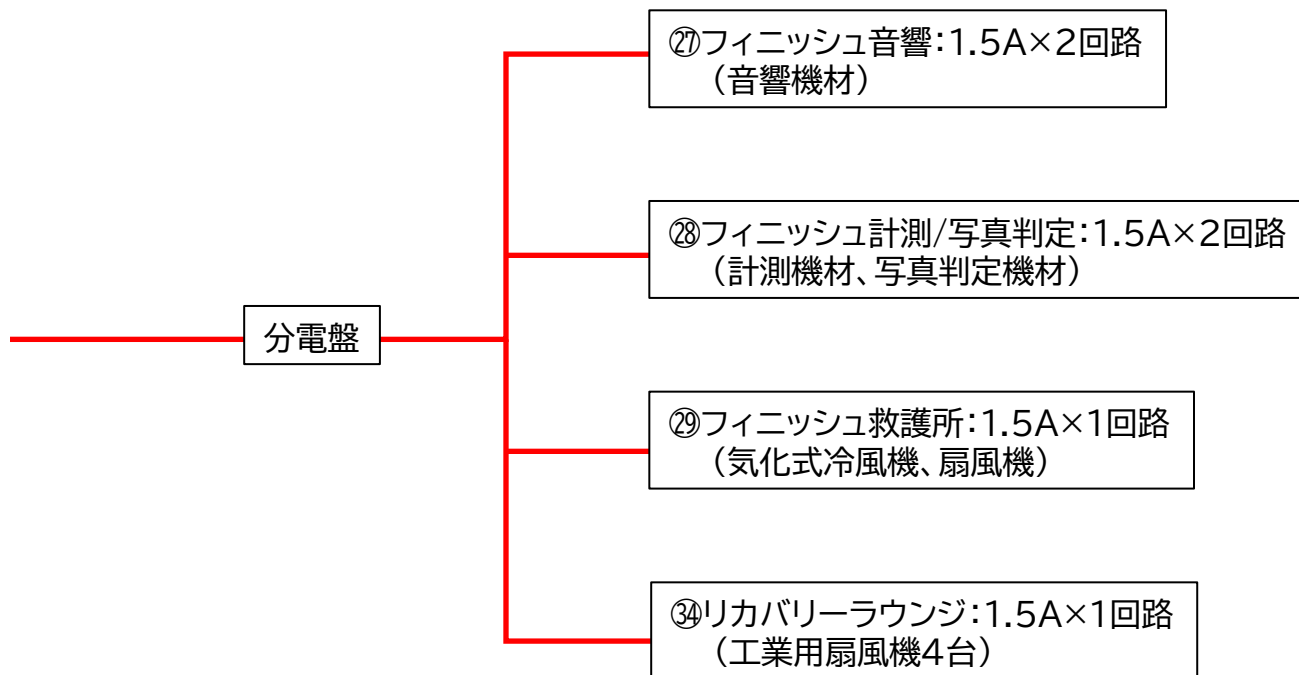 ㉗フィニッシュ音響:1.5A×2回路
(音響機材)
㉘フィニッシュ計測/写真判定:1.5A×2回路
(計測機材、写真判定機材)
分電盤
㉙フィニッシュ救護所:1.5A×1回路
(気化式冷風機、扇風機)
㉞リカバリーラウンジ:1.5A×1回路
(工業用扇風機4台)